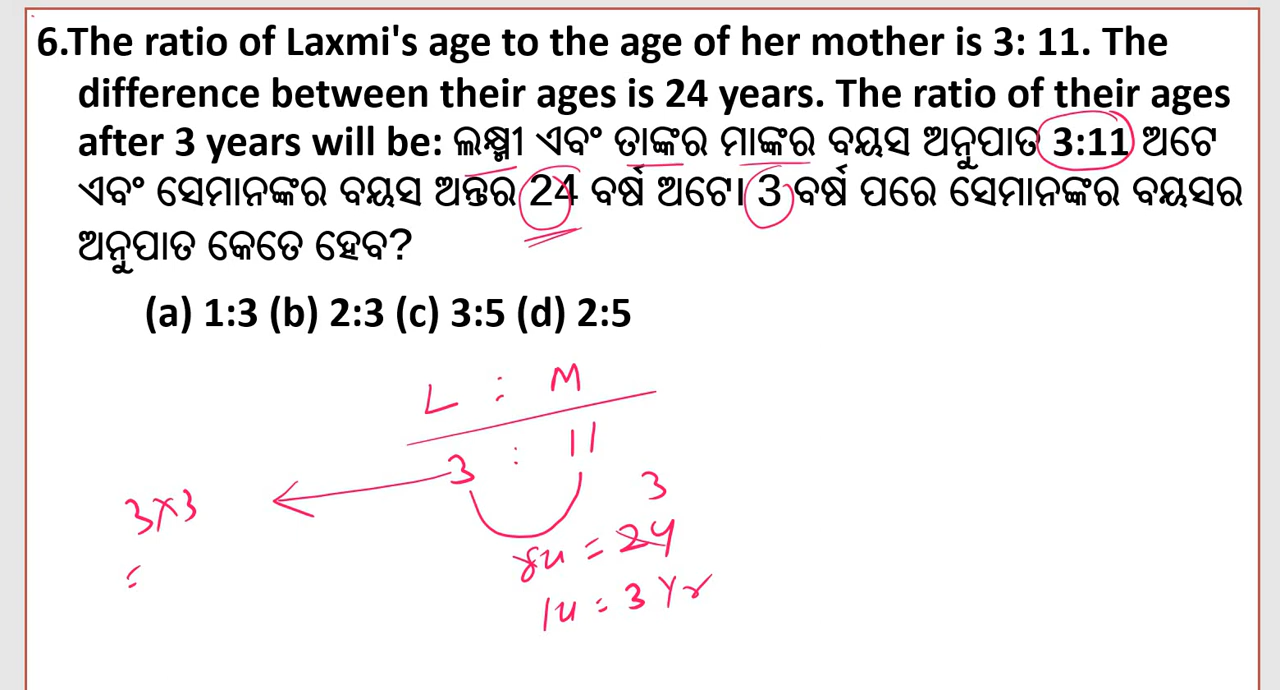 6.The ratio of Laxmi's age to the age of her mother is 3: 11. The
difference between their ages is 24 years. The ratio of their ages
after 3 years will be: ଲକ୍ଷ୍ମୀ ଏବଂ ତାଙ୍କର ମାଙ୍କର ବୟସ ଅନୁପାତ 3:11 ଅଟେ
ଏବଂ ସେମାନଙ୍କର ବୟସ ଅନ୍ତର 24 ବର୍ଷ ଅଟେ। 3 ବର୍ଷ ପରେ ସେମାନଙ୍କର ବୟସର
ଅନୁପାତ କେତେ ହେବ?
(a) 1:3 (b) 2:3 (c) 3:5 (d) 2:5
L : M
3 : 11
3
3x3
8u = 24
=
1u = 3 Yr